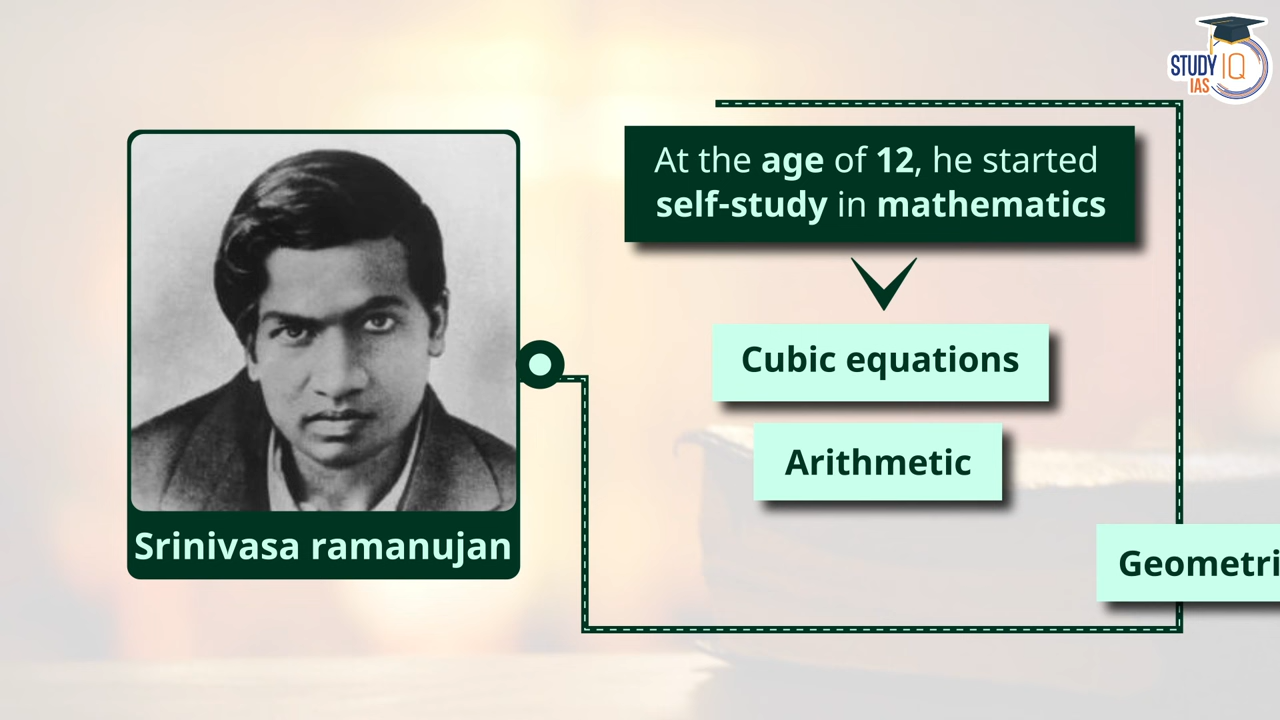 STUDY IQ
IAS
At the age of 12, he started
self-study in mathematics
Cubic equations
Arithmetic
Geometri
Srinivasa ramanujan